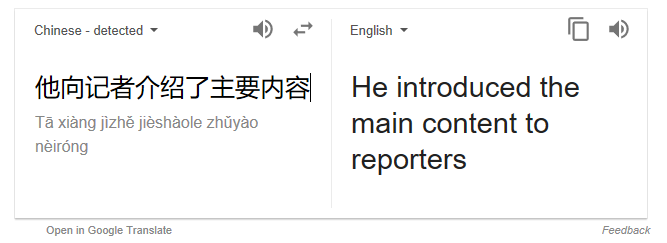 Chinese - detected
English
他向记者介绍了主要内容
Tā xiàng jìzhě jièshàole zhǔyào
nèiróng
He introduced the
main content to
reporters
Open in Google Translate
Feedback